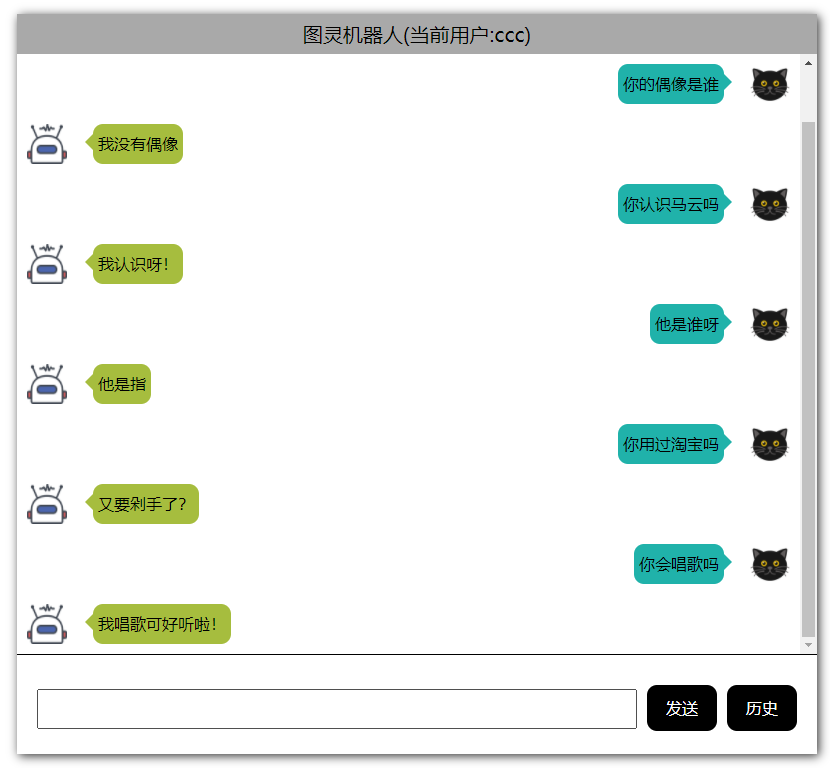 图灵机器人(当前用户:ccc)
你的偶像是谁
我没有偶像
你认识马云吗
我认识呀!
他是谁呀
他是指
你用过淘宝吗
又要剁手了?
你会唱歌吗
我唱歌可好听啦!
发送 历史